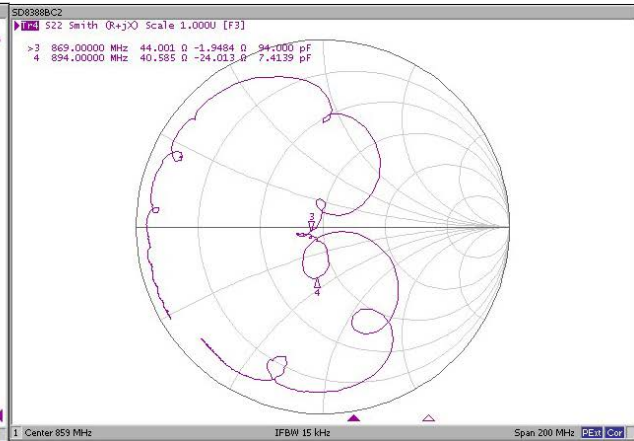 SD8388BC2
Tr4 S22 Smith (R+jX) Scale 1.000U [F3]
>3 869.00000 MHz 44.001 Ω -1.9484 Ω 94.000 pF
4 894.00000 MHz 40.585 Ω -24.013 Ω 7.4139 pF
3
4
1 Center 859 MHz IFBW 15 kHz Span 200 MHz PExt Cor